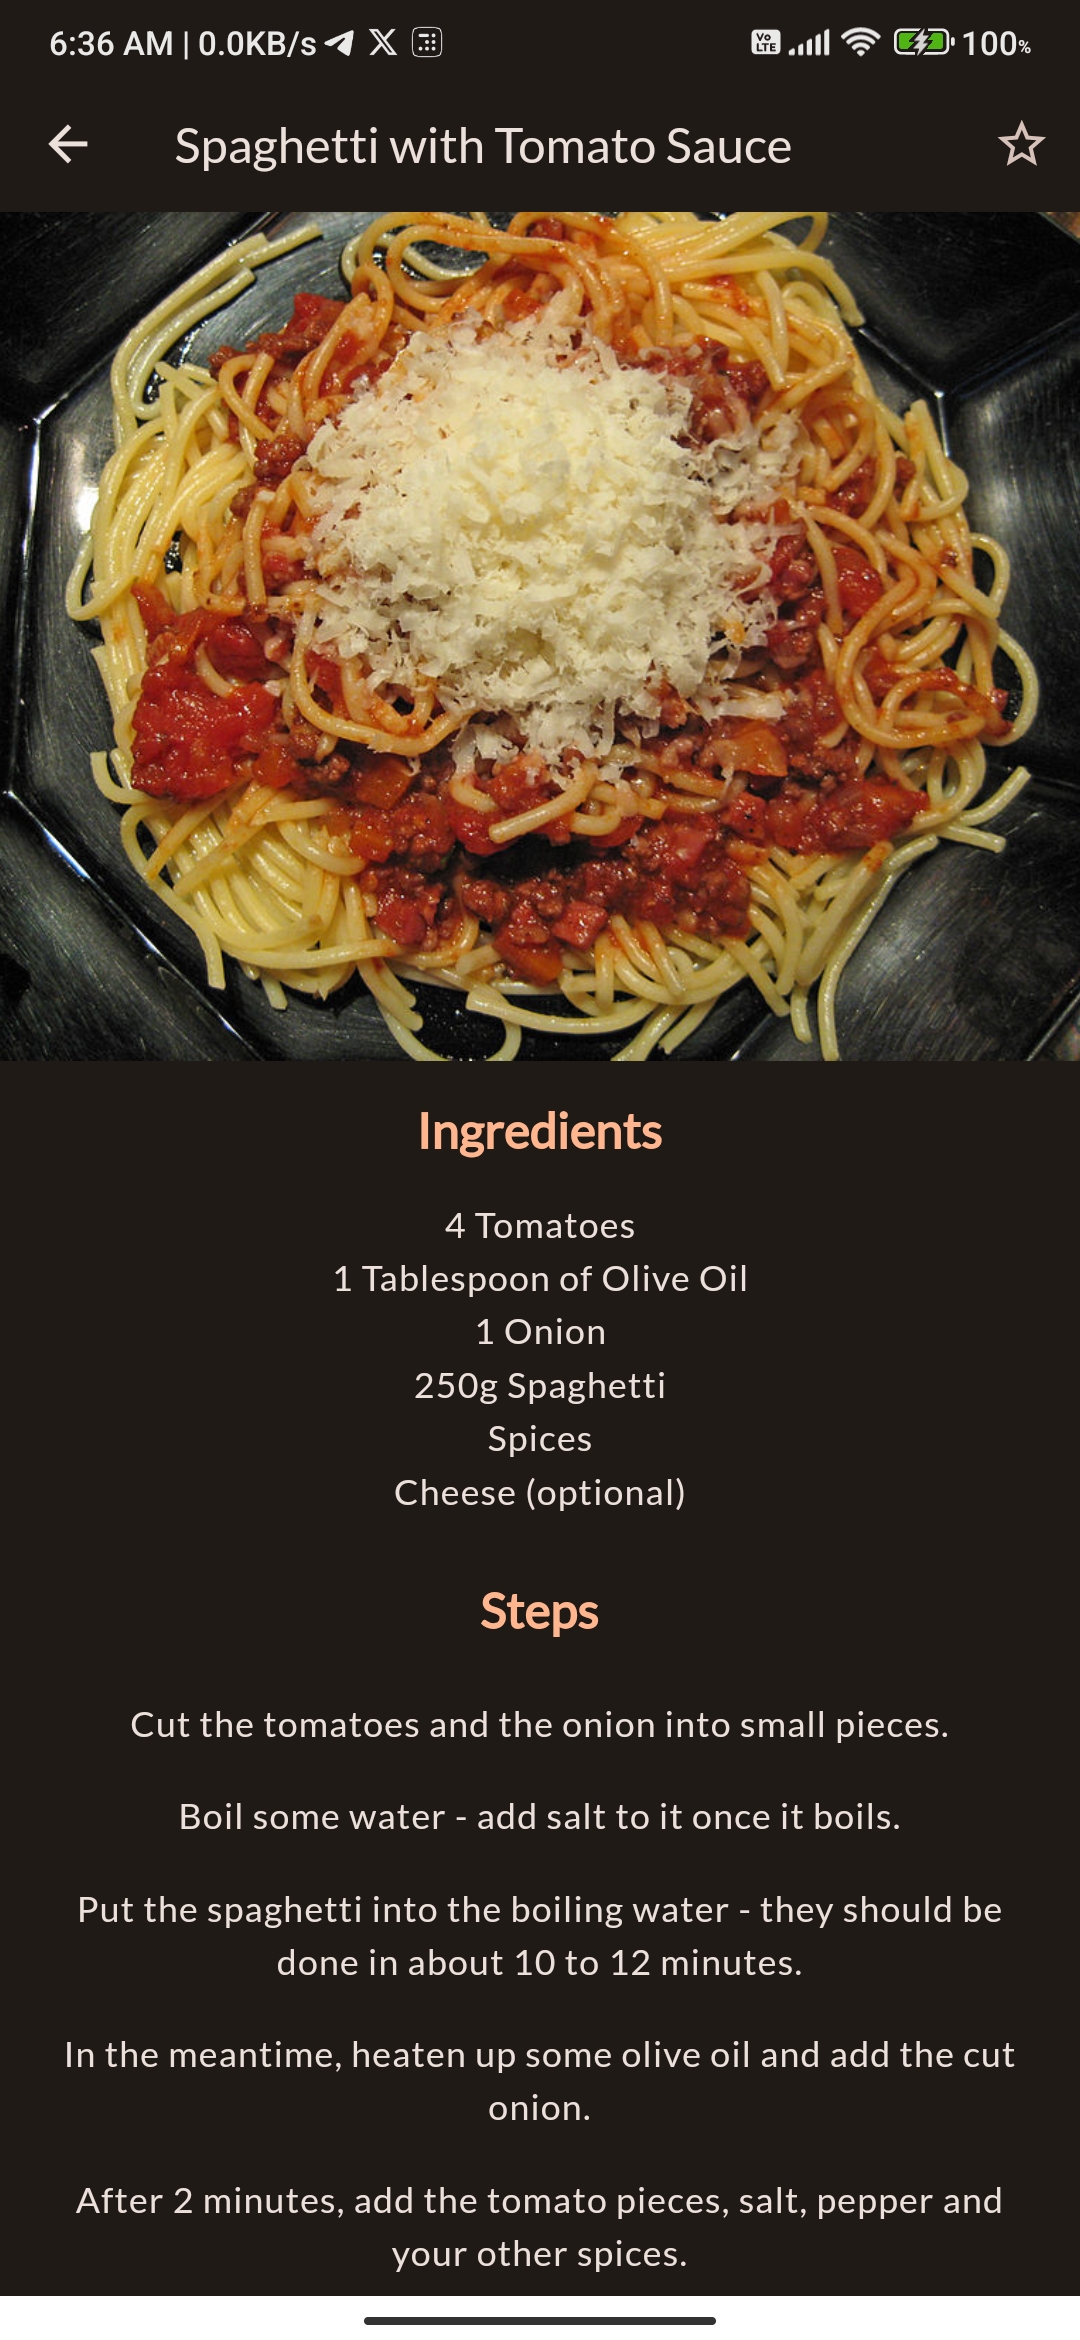 6:36 AM | 0.0KB/s
Vo LTE 100%
Spaghetti with Tomato Sauce
Ingredients
4 Tomatoes
1 Tablespoon of Olive Oil
1 Onion
250g Spaghetti
Spices
Cheese (optional)
Steps
Cut the tomatoes and the onion into small pieces.
Boil some water - add salt to it once it boils.
Put the spaghetti into the boiling water - they should be
done in about 10 to 12 minutes.
In the meantime, heaten up some olive oil and add the cut
onion.
After 2 minutes, add the tomato pieces, salt, pepper and
your other spices.